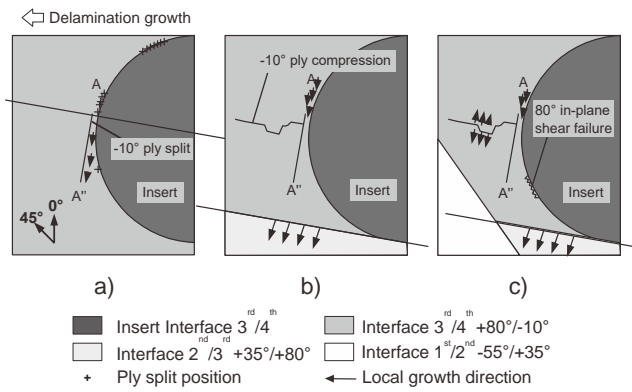 Delamination growth
A
-10° ply split
A"
Insert
45°
0°
a)
-10° ply compression
A
A"
Insert
b)
A
80° in-plane
shear failure
A"
Insert
c)
Insert Interface 3rd/4th
Interface 3rd/4th +80°/-10°
Interface 2nd/3rd +35°/+80°
Interface 1st/2nd -55°/+35°
+ Ply split position
Local growth direction